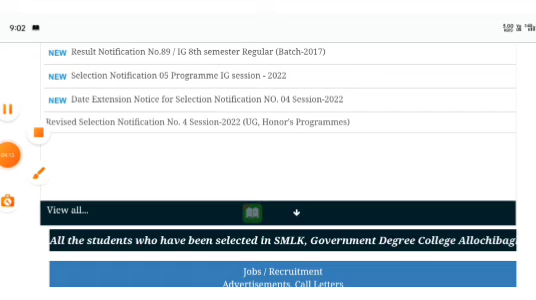 9:02
NEW Result Notification No.89 / IG 8th semester Regular (Batch-2017)
NEW Selection Notification 05 Programme IG session - 2022
NEW Date Extension Notice for Selection Notification NO. 04 Session-2022
Revised Selection Notification No. 4 Session-2022 (UG, Honor's Programmes)
View all...
All the students who have been selected in SMLK, Government Degree College Allochibag
Jobs / Recruitment
Advertisements, Call Letters